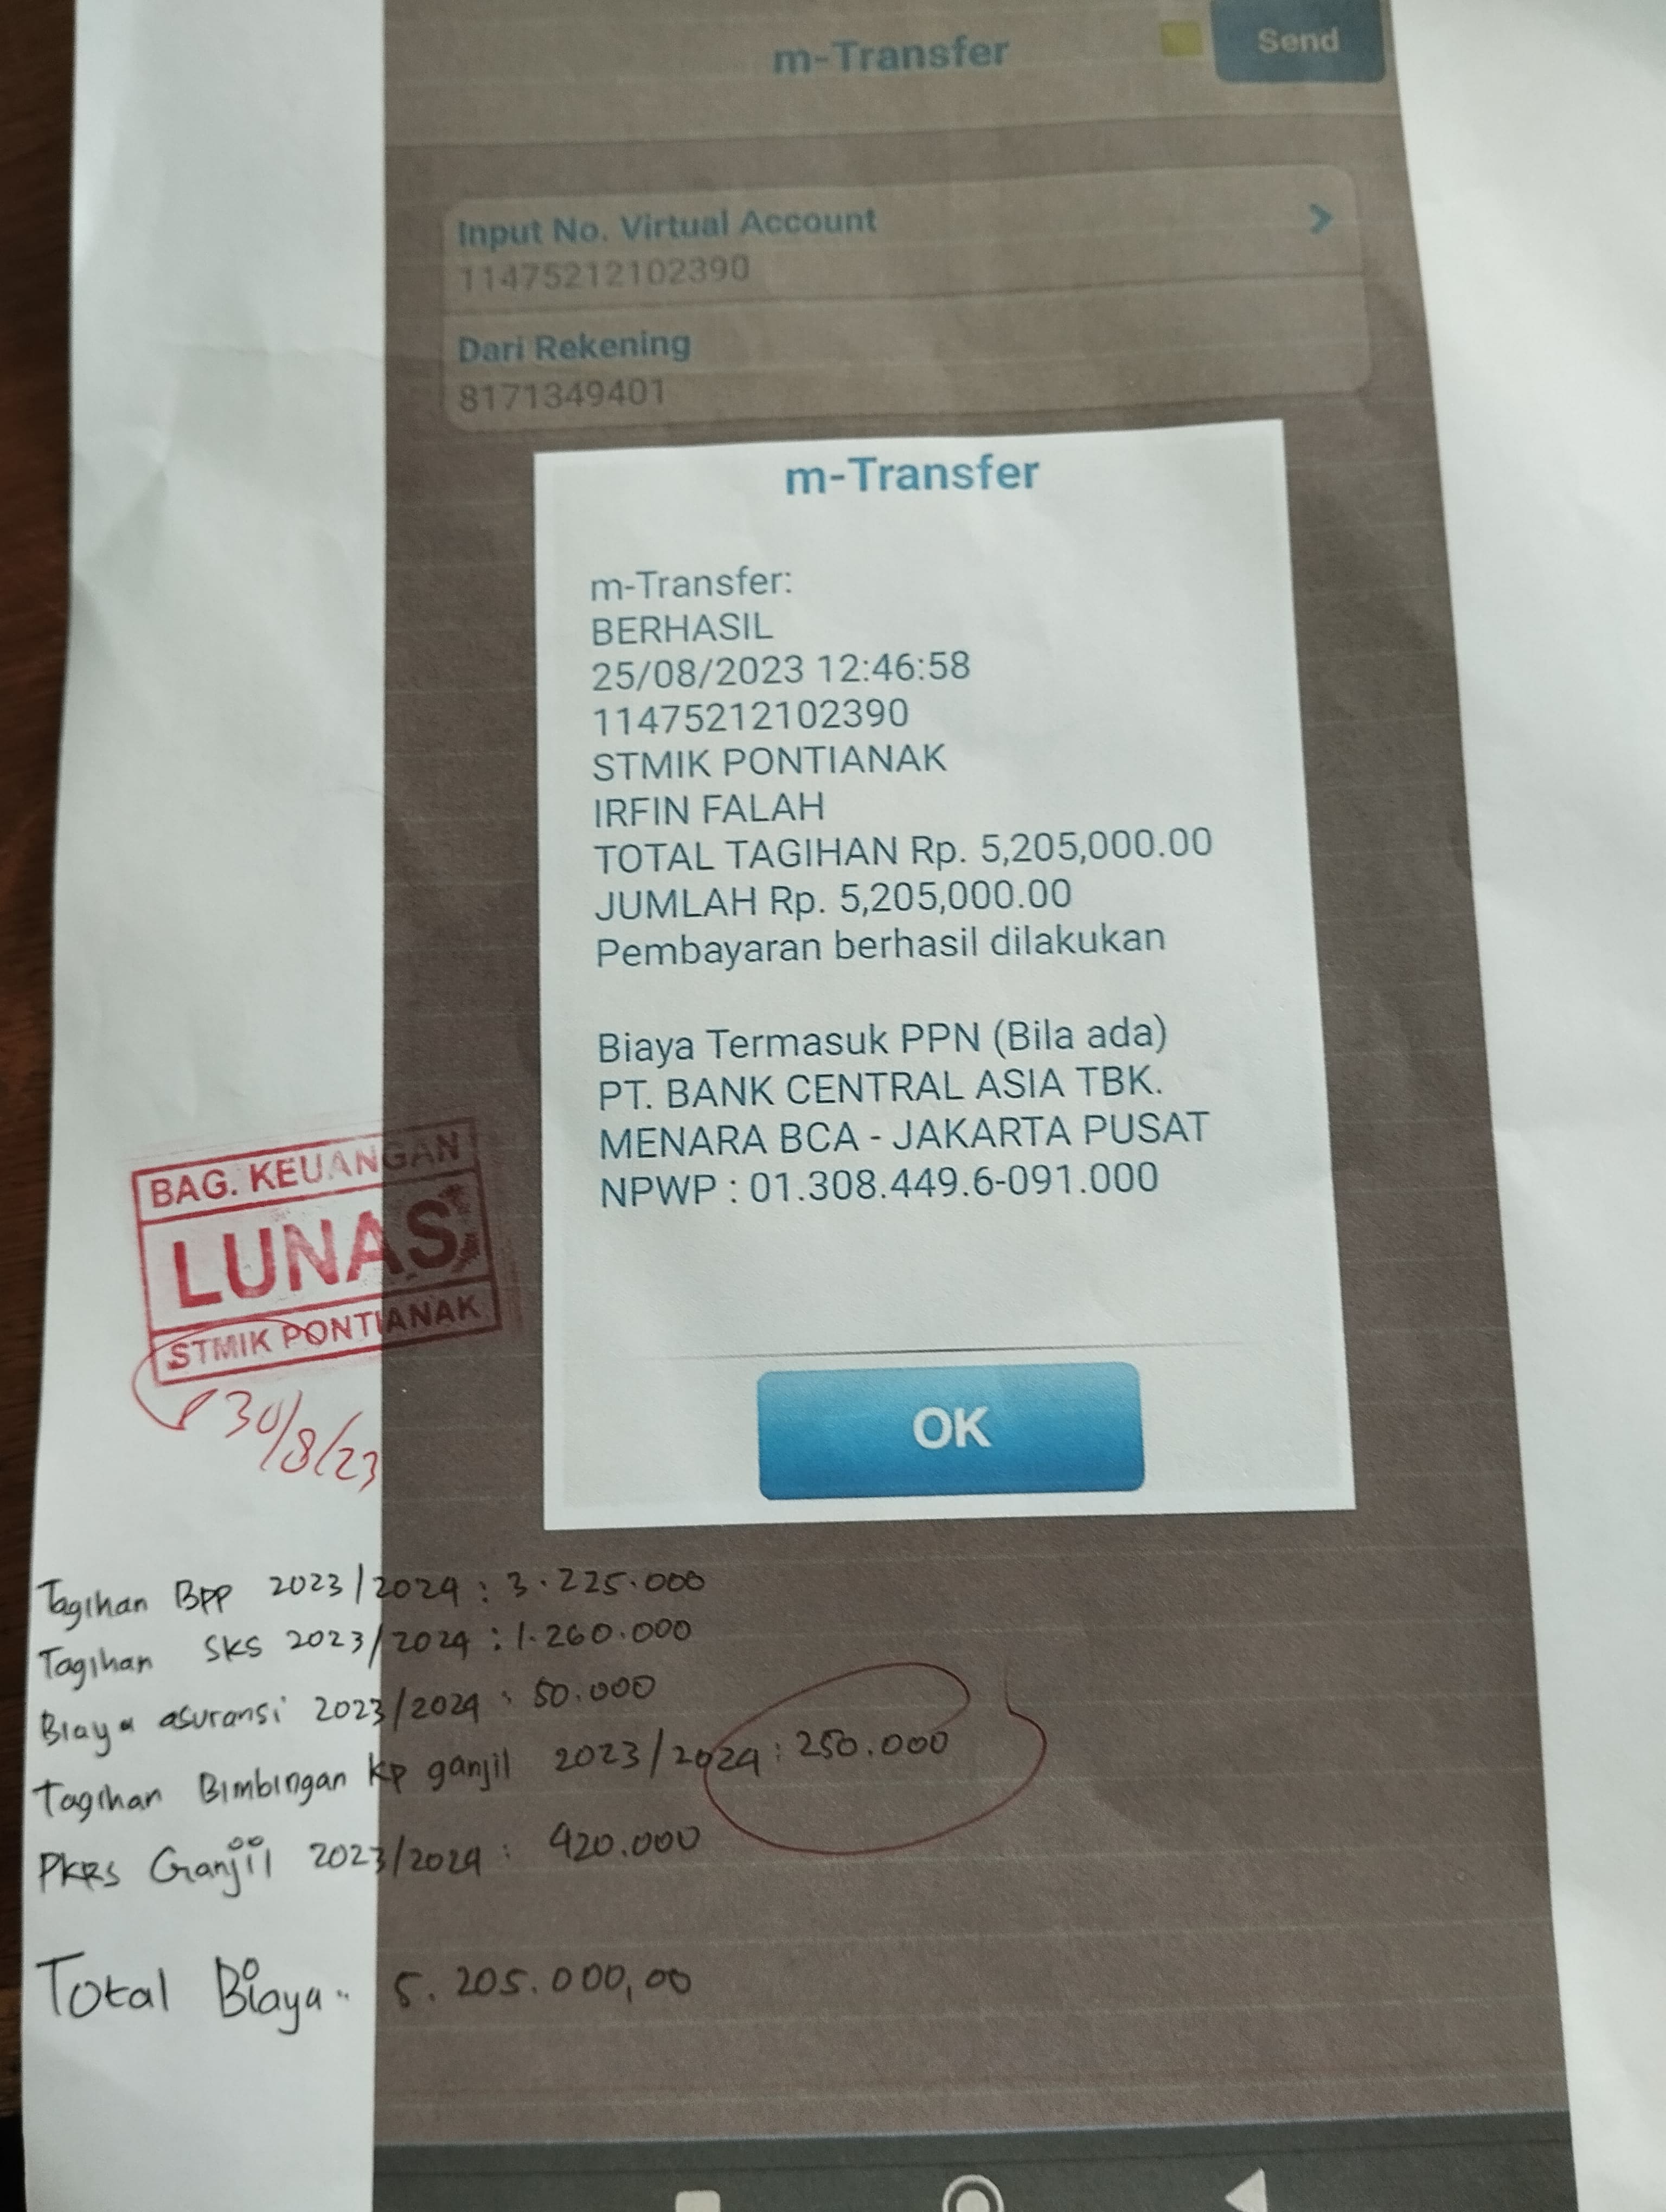 m-Transfer
Send
Input No. Virtual Account
11475212102390
Dari Rekening
8171349401
m-Transfer
m-Transfer:
BERHASIL
25/08/2023 12:46:58
11475212102390
STMIK PONTIANAK
IRFIN FALAH
TOTAL TAGIHAN Rp. 5,205,000.00
JUMLAH Rp. 5,205,000.00
Pembayaran berhasil dilakukan
Biaya Termasuk PPN (Bila ada)
PT. BANK CENTRAL ASIA TBK.
MENARA BCA - JAKARTA PUSAT
NPWP : 01.308.449.6-091.000
OK
BAG. KEUANGAN
LUNAS
STMIK PONTIANAK
30/8/23
Tagihan BPP 2023/2024 : 3.225.000
Tagihan SKS 2023/2024 : 1.260.000
Biaya asuransi 2023/2024 : 50.000
Tagihan Bimbingan kp ganjil 2023/2024 : 250.000
PKRS Ganjil 2023/2024 : 420.000
Total Biaya : 5.205.000,00